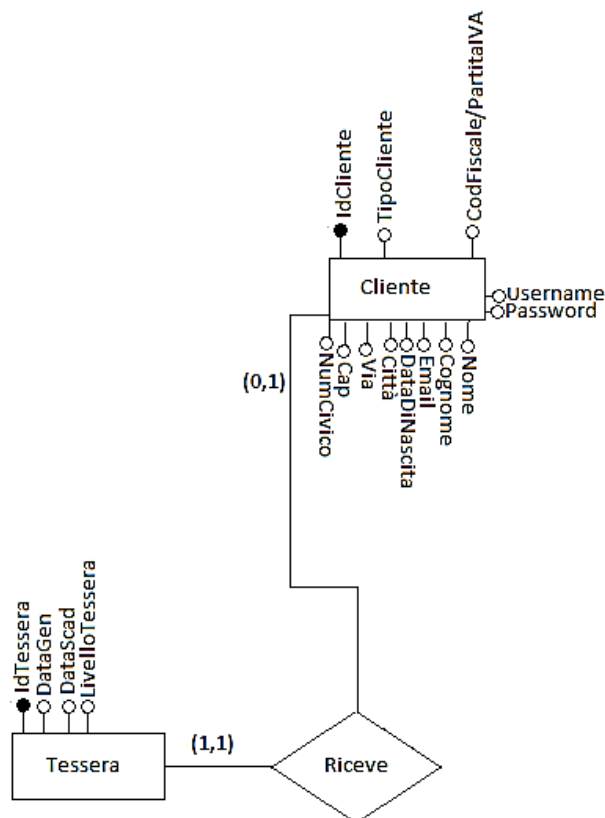 IdCliente
TipoCliente
CodFiscale/PartitaIVA
Cliente
Username
Password
NumCivico
Cap
Via
Città
DataDiNascita
Email
Cognome
Nome
(0,1)
IdTessera
DataGen
DataScad
LivelloTessera
Tessera
(1,1)
Riceve